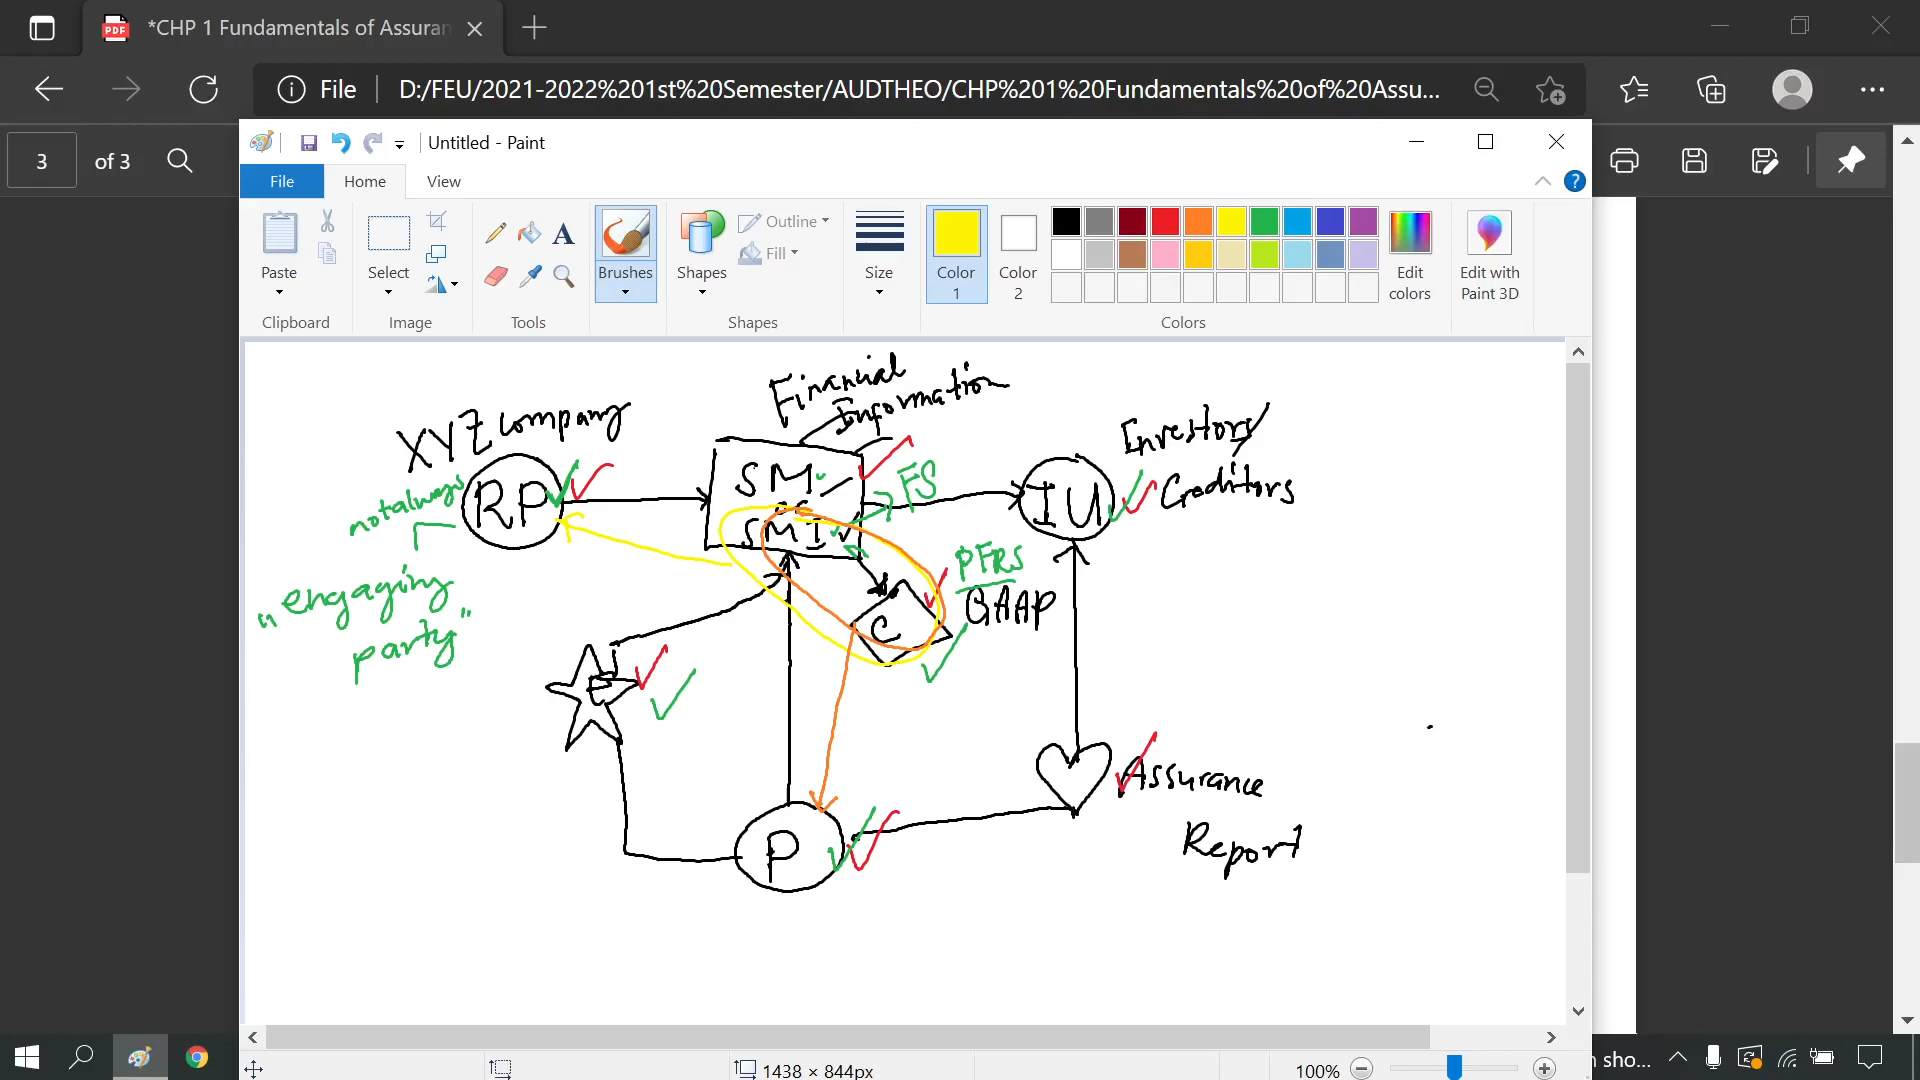 *CHP 1 Fundamentals of Assuran
File
D:/FEU/2021-2022%201st%20Semester/AUDTHEO/CHP%201%20Fundamentals%20of%20Assu...
3 of 3
Untitled - Paint
File Home View
Paste
Select
Brushes
Shapes
Outline
Fill
Size
Color 1
Color 2
Edit colors
Edit with Paint 3D
Clipboard Image Tools Shapes Colors
Financial
Information
XYZ Company
Investors/
Creditors
SM
SMI
FS
RP
IU
not always
"engaging
party"
PFRS
GAAP
C
E
P
Assurance
Report
1438 × 844px
100%
sho...